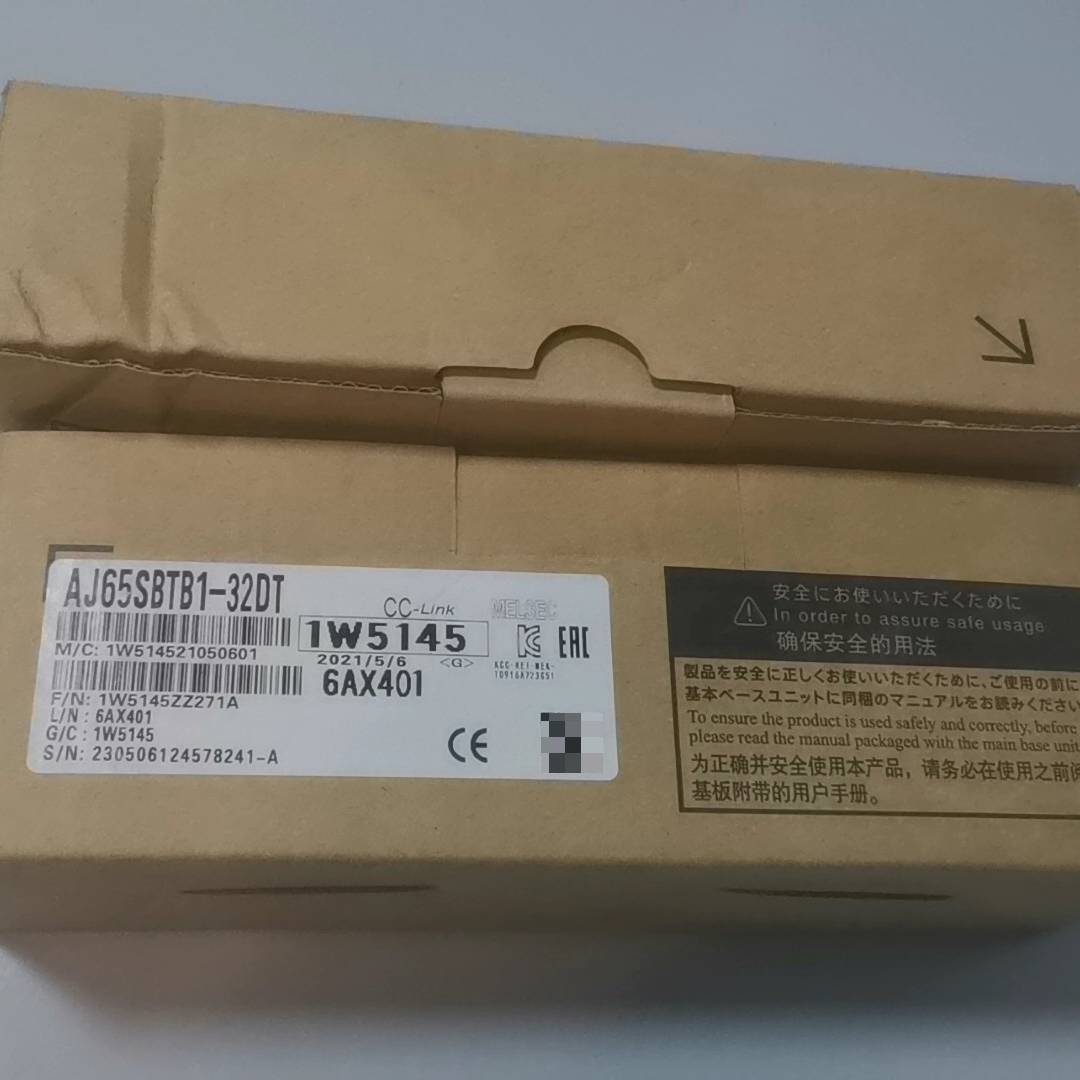 AJ65SBTB1-32DT
CC-Link
MELSEC
M/C: 1W514521050601
1W5145
2021/5/6 <G>
6AX401
F/N: 1W5145ZZ271A
L/N : 6AX401
G/C : 1W5145
S/N: 230506124578241-A
KC
EAC
KCC-REI-MEK-
CE
安全にお使いいただくために
In order to assure safe usage
确保安全的用法
製品を安全に正しくお使いいただくために、ご使用の前に
基本ベースユニットに同梱のマニュアルをお読みください
To ensure the product is used safely and correctly, before
please read the manual packaged with the main base unit
为正确并安全使用本产品，请务必在使用之前阅
基板附带的用户手册。